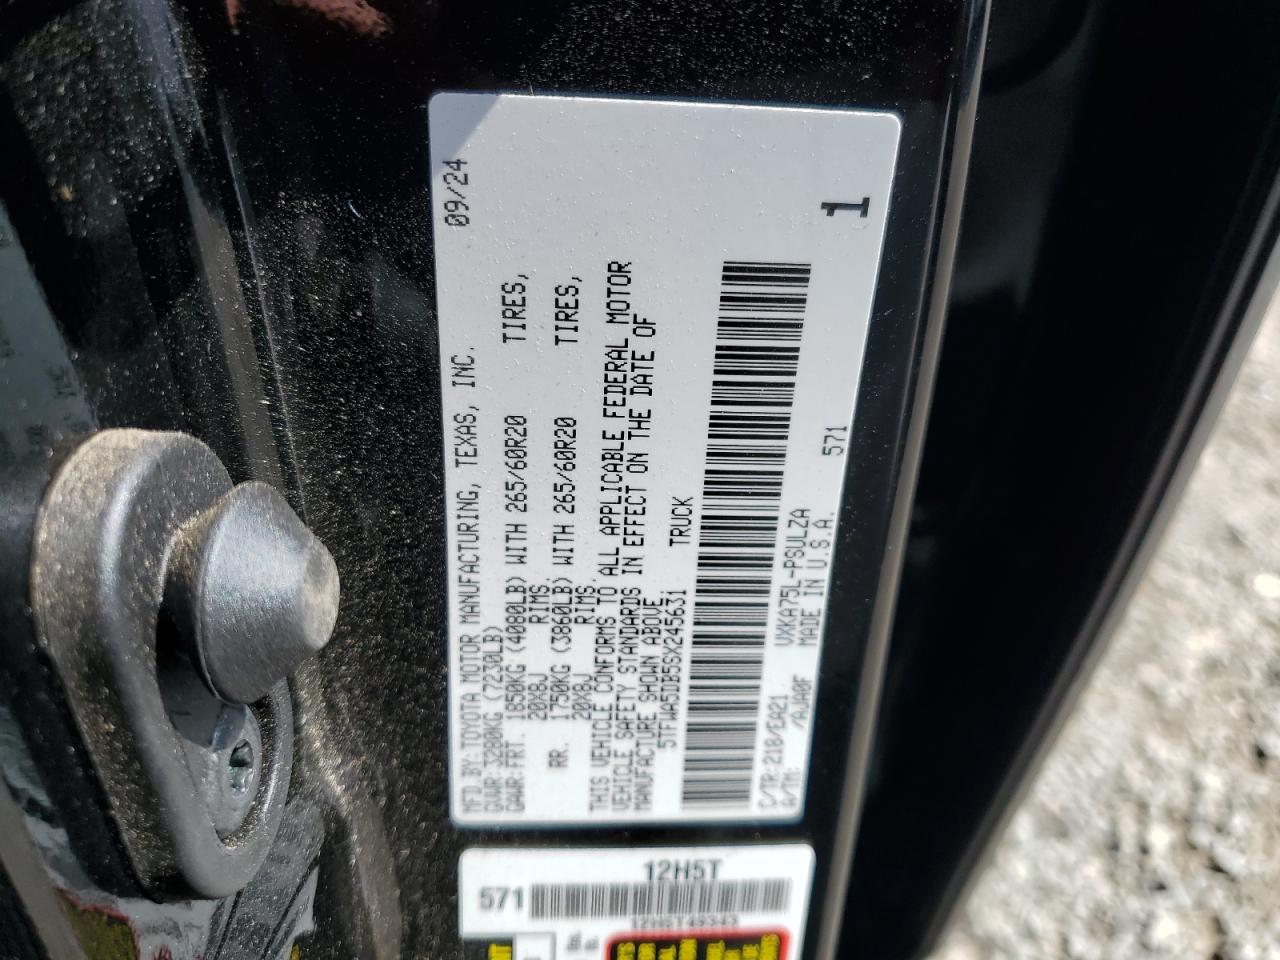 MFD.BY:TOYOTA MOTOR MANUFACTURING, TEXAS, INC. 09/24
GVWR:3280KG (7230LB)
GAWR:FRT. 1850KG (4080LB) WITH 265/60R20 TIRES,
20X8J RIMS.
RR. 1750KG (3860LB) WITH 265/60R20 TIRES,
20X8J RIMS.
THIS VEHICLE CONFORMS TO ALL APPLICABLE FEDERAL MOTOR
VEHICLE SAFETY STANDARDS IN EFFECT ON THE DATE OF
MANUFACTURE SHOWN ABOVE.
5TFWA5DB5SX245631 TRUCK
C/TR:218/EA21 UXKA75L-PSULZA
A/TM: /AJA0F MADE IN U.S.A. 571
1
12H5T
571